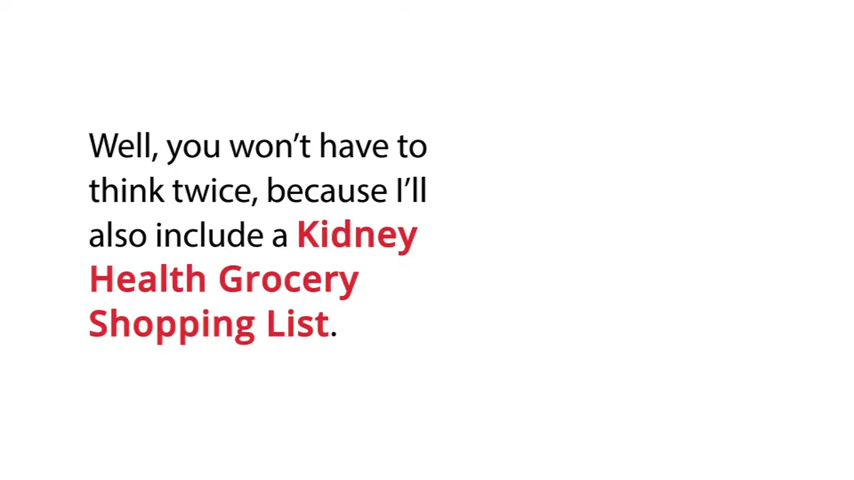 Well, you won’t have to
think twice, because I’ll
also include a Kidney
Health Grocery
Shopping List.